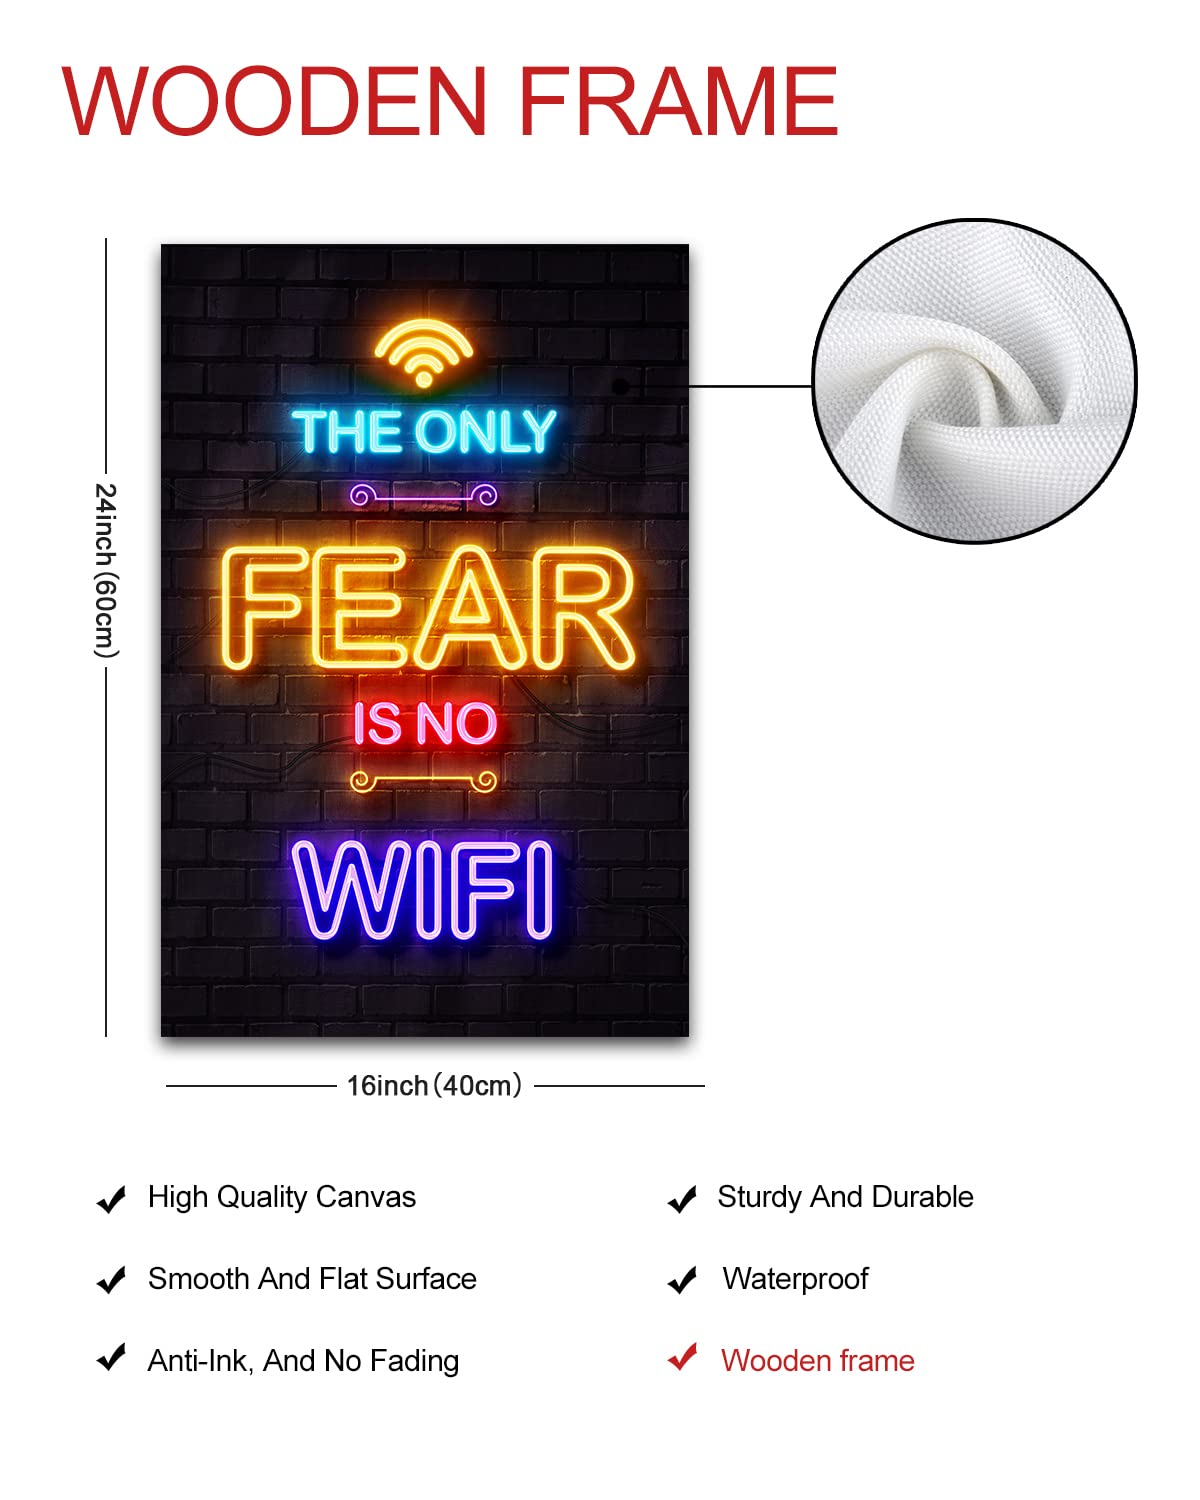 WOODEN FRAME
THE ONLY
FEAR
IS NO
WIFI
24inch(60cm)
16inch(40cm)
High Quality Canvas
Smooth And Flat Surface
Anti-Ink, And No Fading
Sturdy And Durable
Waterproof
Wooden frame